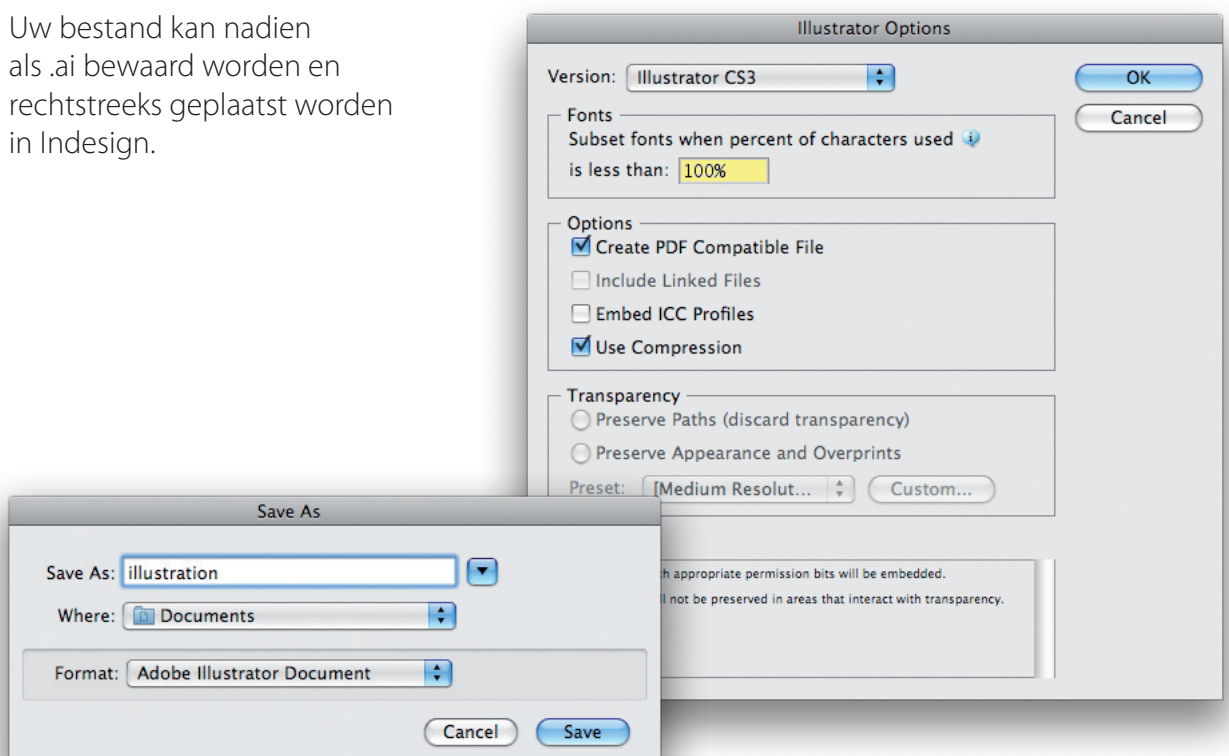 Uw bestand kan nadien
als .ai bewaard worden en
rechtstreeks geplaatst worden
in Indesign.
Illustrator Options
Version: Illustrator CS3
OK
Cancel
Fonts
Subset fonts when percent of characters used
is less than: 100%
Options
Create PDF Compatible File
Include Linked Files
Embed ICC Profiles
Use Compression
Transparency
Preserve Paths (discard transparency)
Preserve Appearance and Overprints
Preset: [Medium Resolut... Custom...
appropriate permission bits will be embedded.
not be preserved in areas that interact with transparency.
Save As
Save As: illustration
Where: Documents
Format: Adobe Illustrator Document
Cancel Save